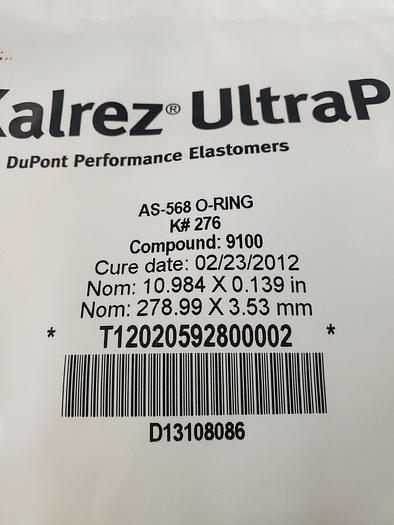 Kalrez® UltraP
DuPont Performance Elastomers
AS-568 O-RING
K# 276
Compound: 9100
Cure date: 02/23/2012
Nom: 10.984 X 0.139 in
Nom: 278.99 X 3.53 mm
* T12020592800002 *
D13108086